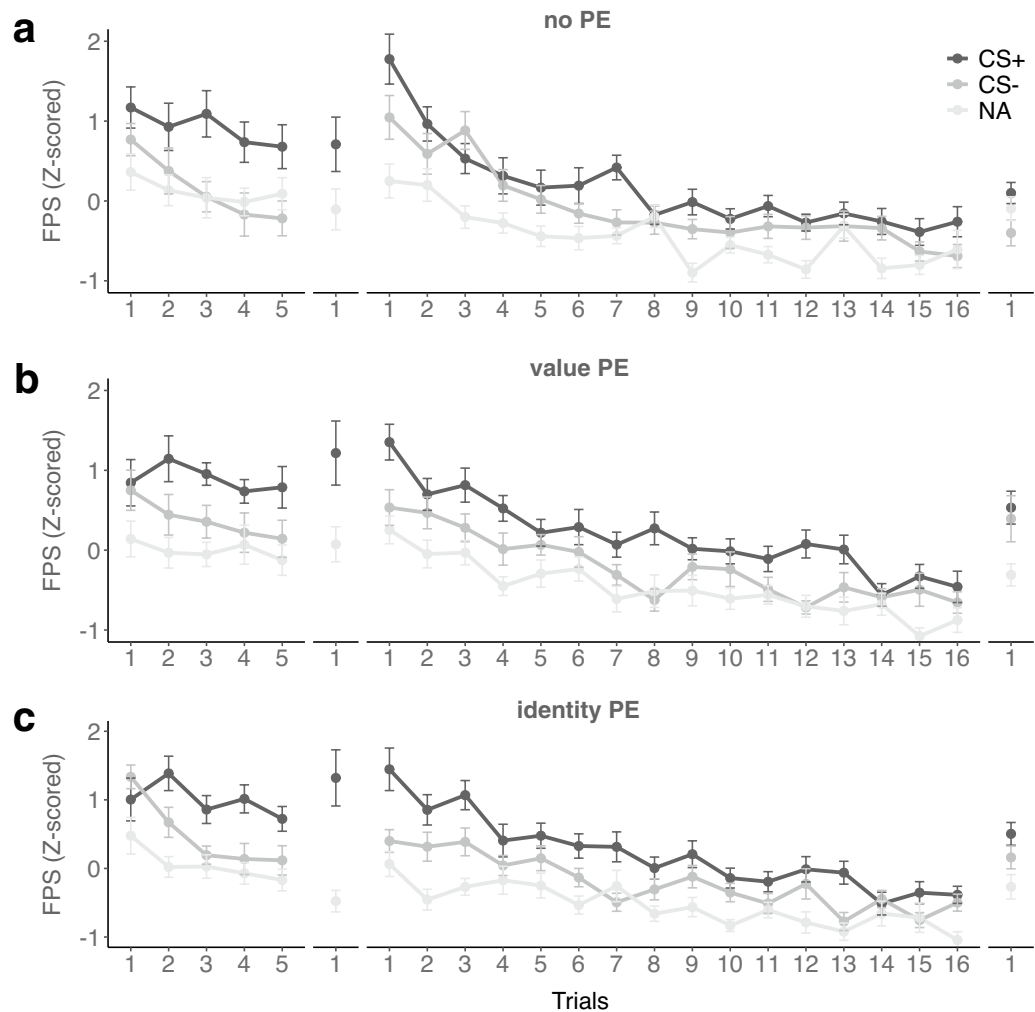 a
no PE
2
1
0
-1
FPS (Z-scored)
CS+
CS-
NA
1 2 3 4 5 1 1 2 3 4 5 6 7 8 9 10 11 12 13 14 15 16 1
b
value PE
2
1
0
-1
FPS (Z-scored)
1 2 3 4 5 1 1 2 3 4 5 6 7 8 9 10 11 12 13 14 15 16 1
c
identity PE
2
1
0
-1
FPS (Z-scored)
1 2 3 4 5 1 1 2 3 4 5 6 7 8 9 10 11 12 13 14 15 16 1
Trials